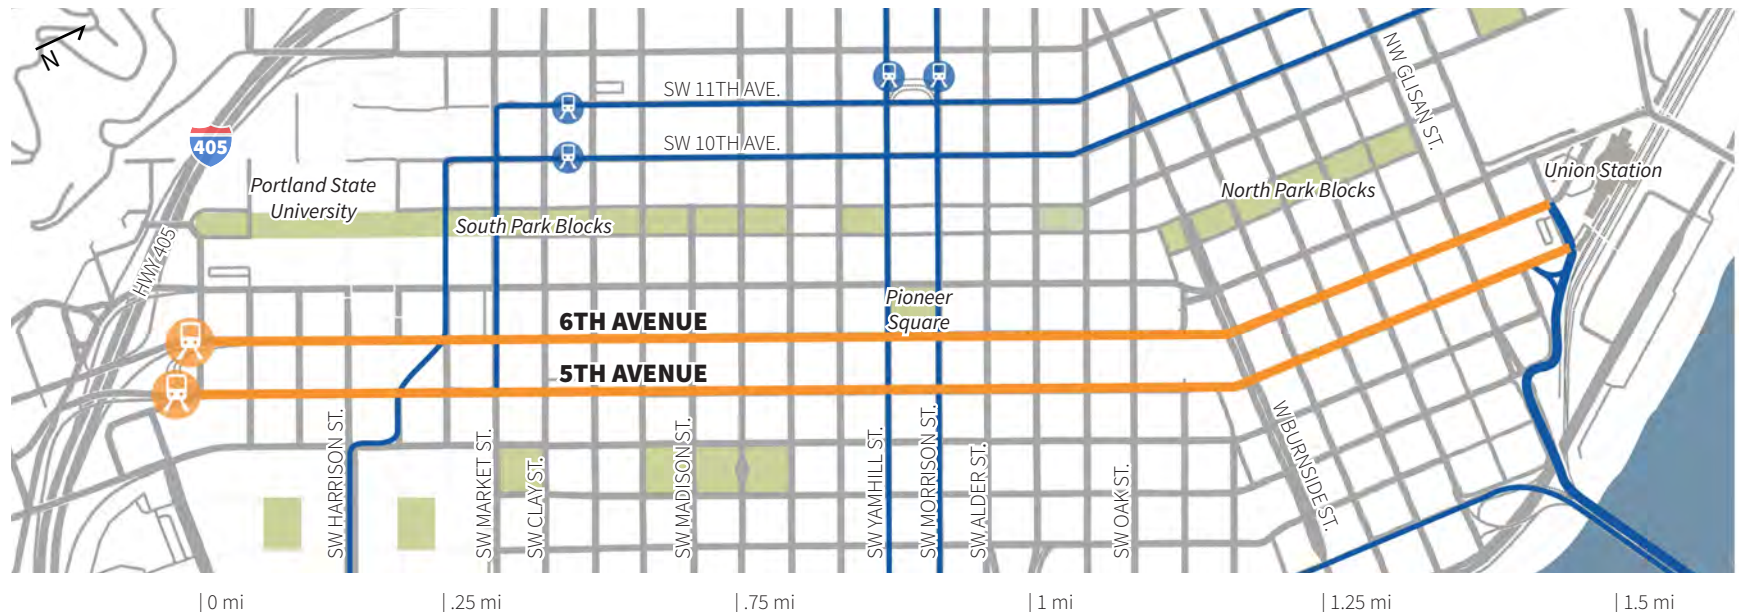 N
405
HWY 405
Portland State
University
South Park Blocks
SW 11TH AVE.
SW 10TH AVE.
North Park Blocks
NW GLISAN ST.
Union Station
Pioneer
Square
6TH AVENUE
5TH AVENUE
SW HARRISON ST.
SW MARKET ST.
SW CLAY ST.
SW MADISON ST.
SW YAMHILL ST.
SW MORRISON ST.
SW ALDER ST.
SW OAK ST.
W BURNSIDE ST.
0 mi
.25 mi
.75 mi
1 mi
1.25 mi
1.5 mi